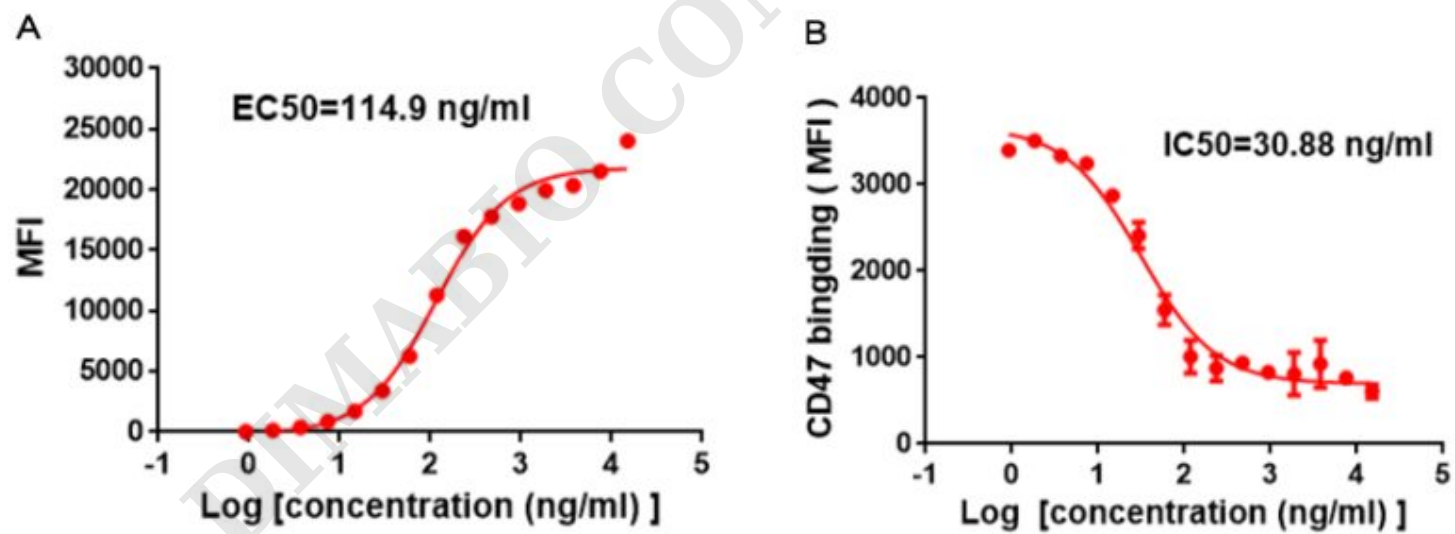 A
30000
25000
20000
15000
10000
5000
0
MFI
EC50=114.9 ng/ml
-1 0 1 2 3 4 5
Log [concentration (ng/ml) ]
B
4000
3000
2000
1000
0
CD47 bingding ( MFI )
IC50=30.88 ng/ml
-1 0 1 2 3 4 5
Log [concentration (ng/ml) ]
DIMABIO.COM